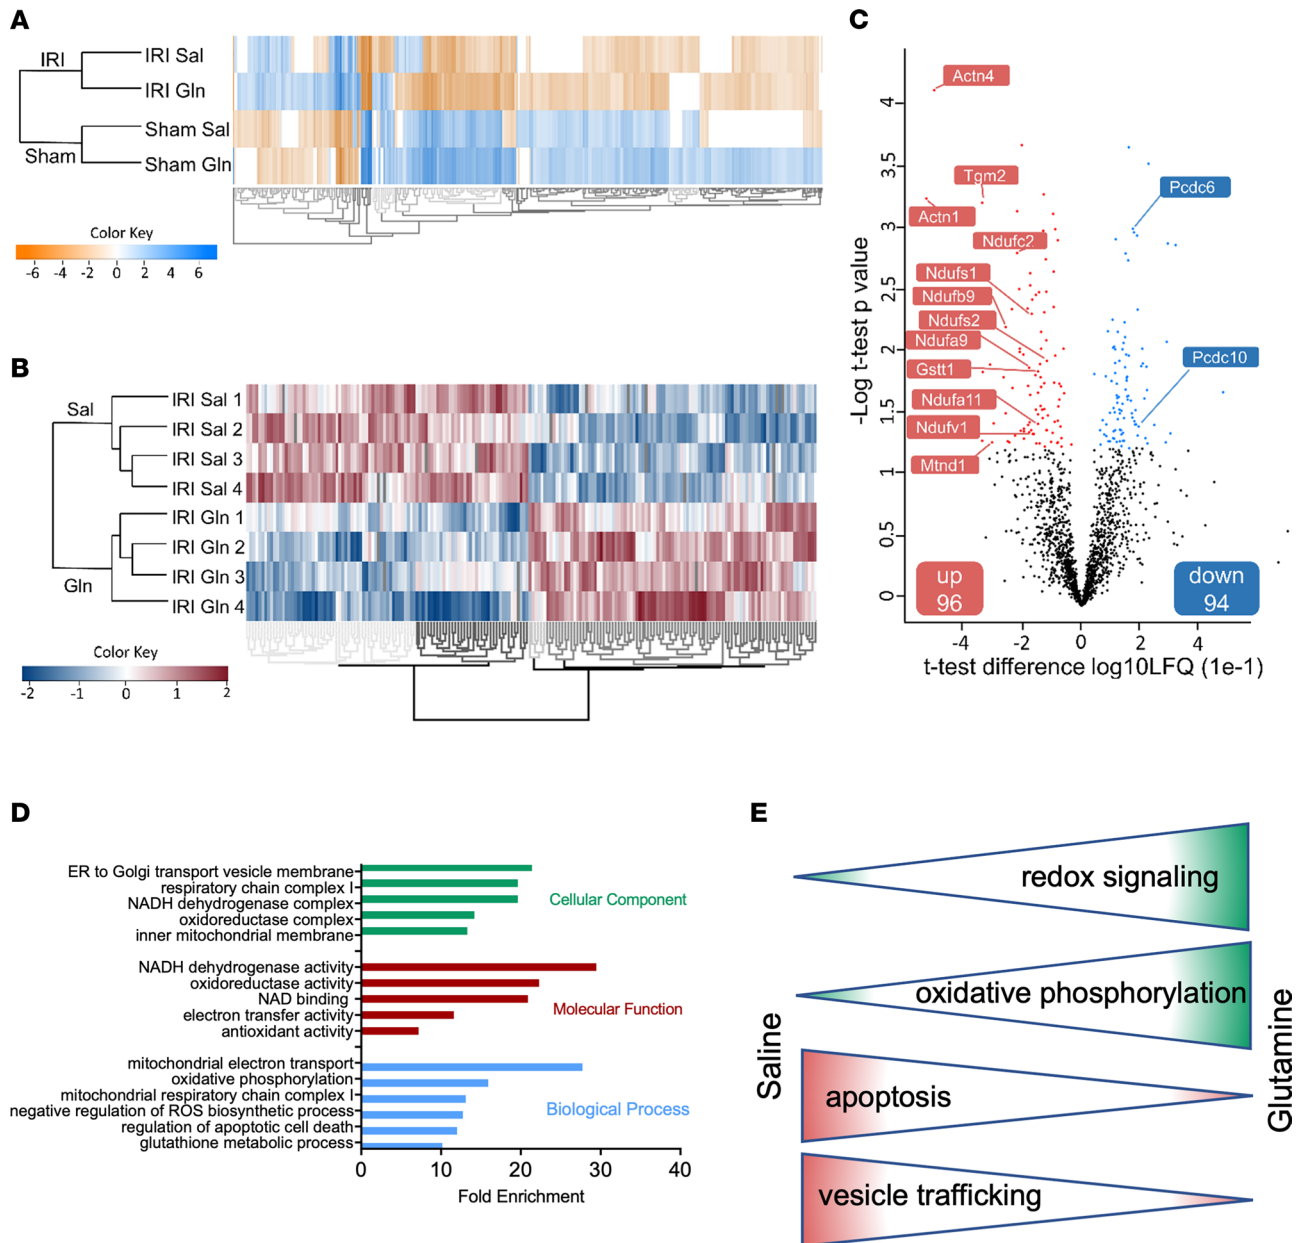 A
IRI
IRI Sal
IRI Gln
Sham
Sham Sal
Sham Gln
Color Key
-6 -4 -2 0 2 4 6
B
Sal
IRI Sal 1
IRI Sal 2
IRI Sal 3
IRI Sal 4
Gln
IRI Gln 1
IRI Gln 2
IRI Gln 3
IRI Gln 4
Color Key
-2 -1 0 1 2
C
-Log t-test p value
4
3,5
3
2,5
2
1,5
1
0,5
0
Actn4
Tgm2
Actn1
Ndufc2
Ndufs1
Ndufb9
Ndufs2
Ndufa9
Gstt1
Ndufa11
Ndufv1
Mtnd1
Pcdc6
Pcdc10
up
96
down
94
-4 -2 0 2 4
t-test difference log10LFQ (1e-1)
D
ER to Golgi transport vesicle membrane
respiratory chain complex I
NADH dehydrogenase complex
oxidoreductase complex
inner mitochondrial membrane
Cellular Component
NADH dehydrogenase activity
oxidoreductase activity
NAD binding
electron transfer activity
antioxidant activity
Molecular Function
mitochondrial electron transport
oxidative phosphorylation
mitochondrial respiratory chain complex I
negative regulation of ROS biosynthetic process
regulation of apoptotic cell death
glutathione metabolic process
Biological Process
0 10 20 30 40
Fold Enrichment
E
Saline
redox signaling
oxidative phosphorylation
apoptosis
vesicle trafficking
Glutamine